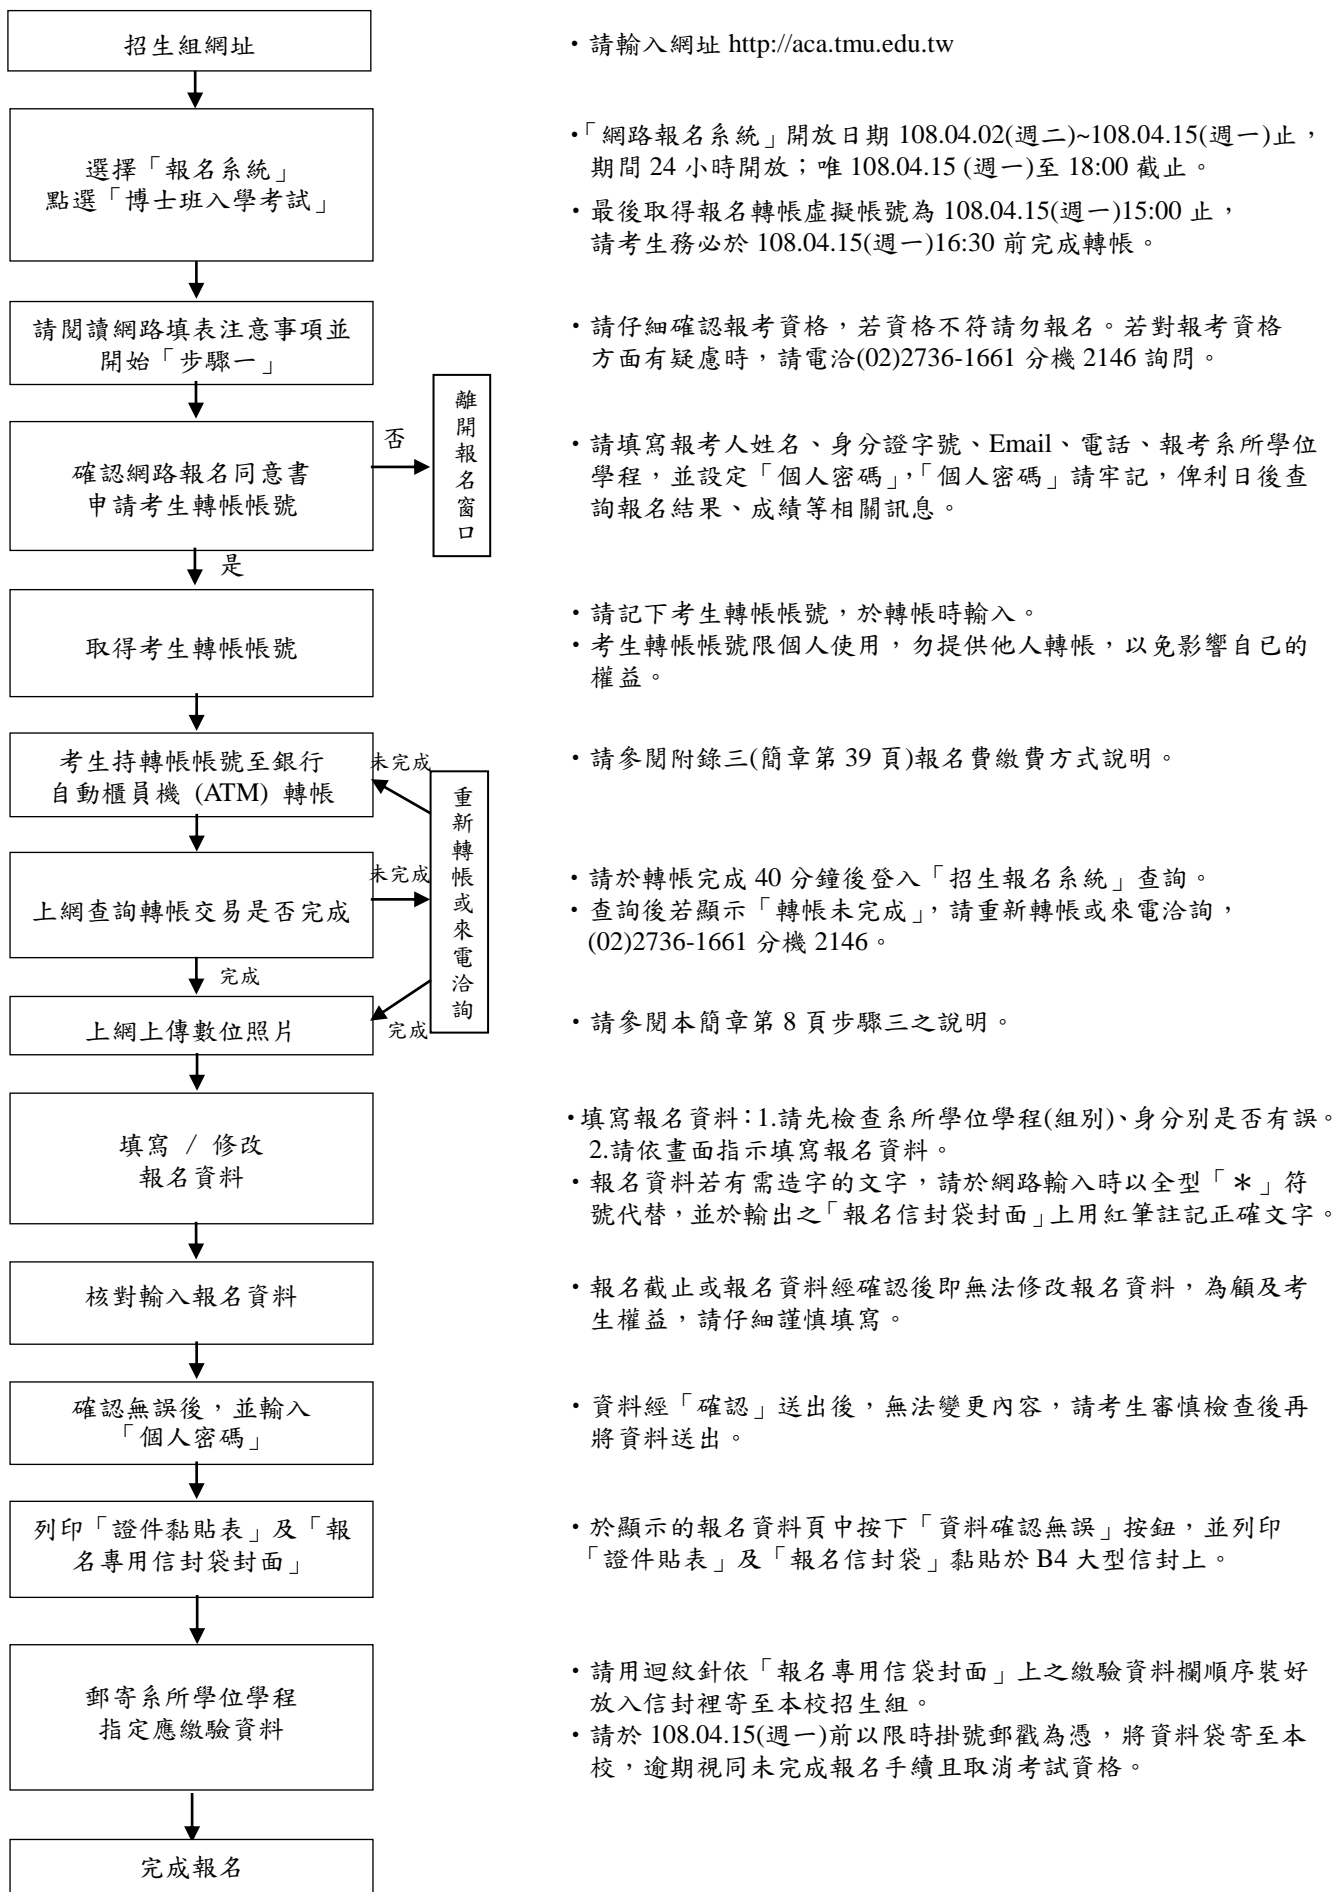 招生組網址
・請輸入網址 http://aca.tmu.edu.tw
選擇「報名系統」
點選「博士班入學考試」
・「網路報名系統」開放日期 108.04.02(週二)~108.04.15(週一)止，
期間 24 小時開放；唯 108.04.15 (週一)至 18:00 截止。
・最後取得報名轉帳虛擬帳號為 108.04.15(週一)15:00 止，
請考生務必於 108.04.15(週一)16:30 前完成轉帳。
請閱讀網路填表注意事項並
開始「步驟一」
・請仔細確認報考資格，若資格不符請勿報名。若對報考資格
方面有疑慮時，請電洽(02)2736-1661 分機 2146 詢問。
確認網路報名同意書
申請考生轉帳帳號
否
離開報名窗口
・請填寫報考人姓名、身分證字號、Email、電話、報考系所學位
學程，並設定「個人密碼」，「個人密碼」請牢記，俾利日後查
詢報名結果、成績等相關訊息。
是
取得考生轉帳帳號
・請記下考生轉帳帳號，於轉帳時輸入。
・考生轉帳帳號限個人使用，勿提供他人轉帳，以免影響自已的
權益。
考生持轉帳帳號至銀行
自動櫃員機 (ATM) 轉帳
未完成
重新轉帳或來電洽詢
・請參閱附錄三(簡章第 39 頁)報名費繳費方式說明。
上網查詢轉帳交易是否完成
未完成
・請於轉帳完成 40 分鐘後登入「招生報名系統」查詢。
・查詢後若顯示「轉帳未完成」，請重新轉帳或來電洽詢，
(02)2736-1661 分機 2146。
完成
上網上傳數位照片
完成
・請參閱本簡章第 8 頁步驟三之說明。
填寫 / 修改
報名資料
・填寫報名資料：1.請先檢查系所學位學程(組別)、身分別是否有誤。
2.請依畫面指示填寫報名資料。
・報名資料若有需造字的文字，請於網路輸入時以全型「＊」符
號代替，並於輸出之「報名信封袋封面」上用紅筆註記正確文字。
核對輸入報名資料
・報名截止或報名資料經確認後即無法修改報名資料，為顧及考
生權益，請仔細謹慎填寫。
確認無誤後，並輸入
「個人密碼」
・資料經「確認」送出後，無法變更內容，請考生審慎檢查後再
將資料送出。
列印「證件黏貼表」及「報
名專用信封袋封面」
・於顯示的報名資料頁中按下「資料確認無誤」按鈕，並列印
「證件貼表」及「報名信封袋」黏貼於 B4 大型信封上。
郵寄系所學位學程
指定應繳驗資料
・請用迴紋針依「報名專用信袋封面」上之繳驗資料欄順序裝好
放入信封裡寄至本校招生組。
・請於 108.04.15(週一)前以限時掛號郵戳為憑，將資料袋寄至本
校，逾期視同未完成報名手續且取消考試資格。
完成報名